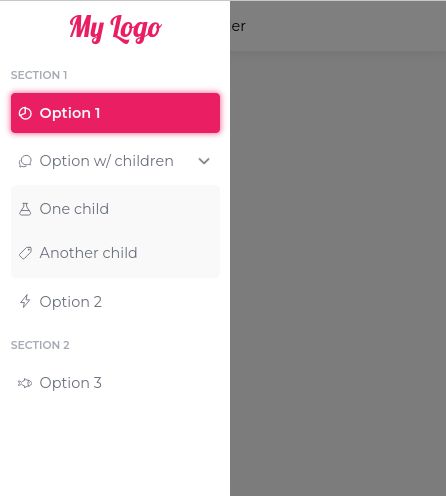 My Logo
er
SECTION 1
Option 1
Option w/ children
One child
Another child
Option 2
SECTION 2
Option 3